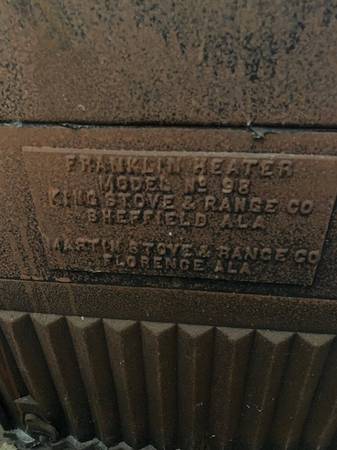 FRANKLIN HEATER
MODEL Nº 98
KING STOVE & RANGE CO
SHEFFIELD ALA
MARTIN STOVE & RANGE CO
FLORENCE ALA